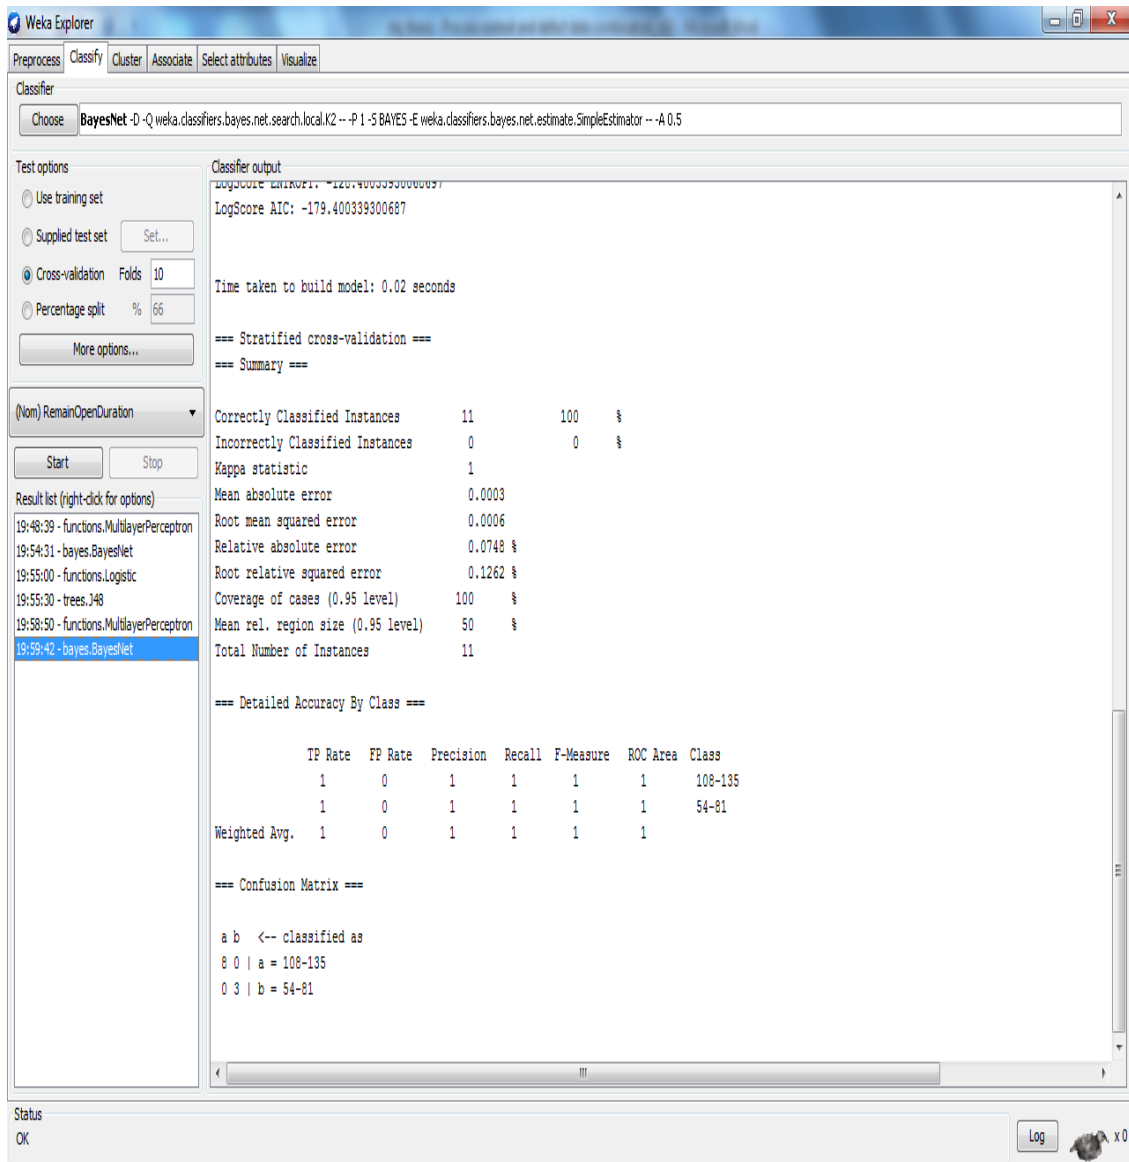 Weka Explorer
Preprocess Classify Cluster Associate Select attributes Visualize
Classifier
Choose BayesNet -D -Q weka.classifiers.bayes.net.search.local.K2 -- -P 1 -S BAYES -E weka.classifiers.bayes.net.estimate.SimpleEstimator -- -A 0.5
Test options
Use training set
Supplied test set Set...
Cross-validation Folds 10
Percentage split % 66
More options...
(Nom) RemainOpenDuration
Start Stop
Result list (right-click for options)
19:48:39 - functions.MultilayerPerceptron
19:54:31 - bayes.BayesNet
19:55:00 - functions.Logistic
19:55:30 - trees.J48
19:58:50 - functions.MultilayerPerceptron
19:59:42 - bayes.BayesNet
Classifier output
LogScore ENTROPY:
LogScore AIC: -179.400339300687
Time taken to build model: 0.02 seconds
=== Stratified cross-validation ===
=== Summary ===
Correctly Classified Instances 11 100 %
Incorrectly Classified Instances 0 0 %
Kappa statistic 1
Mean absolute error 0.0003
Root mean squared error 0.0006
Relative absolute error 0.0748 %
Root relative squared error 0.1262 %
Coverage of cases (0.95 level) 100 %
Mean rel. region size (0.95 level) 50 %
Total Number of Instances 11
=== Detailed Accuracy By Class ===
TP Rate FP Rate Precision Recall F-Measure ROC Area Class
1 0 1 1 1 1 108-135
1 0 1 1 1 1 54-81
Weighted Avg. 1 0 1 1 1 1
=== Confusion Matrix ===
a b <-- classified as
8 0 | a = 108-135
0 3 | b = 54-81
Status
OK
Log x 0